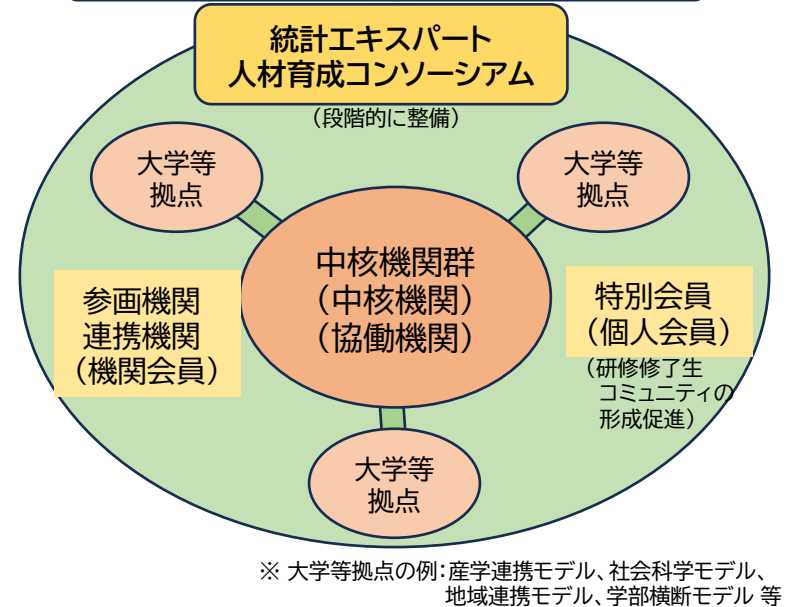 統計エキスパート
人材育成コンソーシアム
（段階的に整備）
大学等
拠点
大学等
拠点
中核機関群
（中核機関）
（協働機関）
参画機関
連携機関
（機関会員）
特別会員
（個人会員）
（研修修了生
コミュニティの
形成促進）
大学等
拠点
※ 大学等拠点の例：産学連携モデル、社会科学モデル、
地域連携モデル、学部横断モデル 等